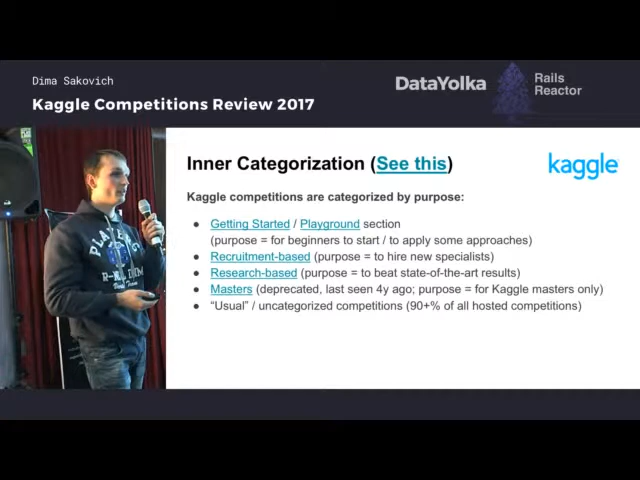 Dima Sakovich
Kaggle Competitions Review 2017
DataYolka
Rails
Reactor
Inner Categorization (See this)
kaggle
Kaggle competitions are categorized by purpose:
● Getting Started / Playground section
(purpose = for beginners to start / to apply some approaches)
● Recruitment-based (purpose = to hire new specialists)
● Research-based (purpose = to beat state-of-the-art results)
● Masters (deprecated, last seen 4y ago; purpose = for Kaggle masters only)
● “Usual” / uncategorized competitions (90+% of all hosted competitions)